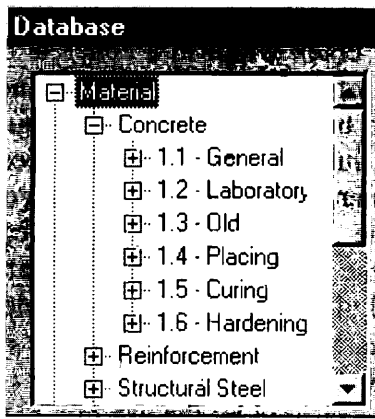 Database
Material
Concrete
1.1 - General
1.2 - Laboratory
1.3 - Old
1.4 - Placing
1.5 - Curing
1.6 - Hardening
Reinforcement
Structural Steel